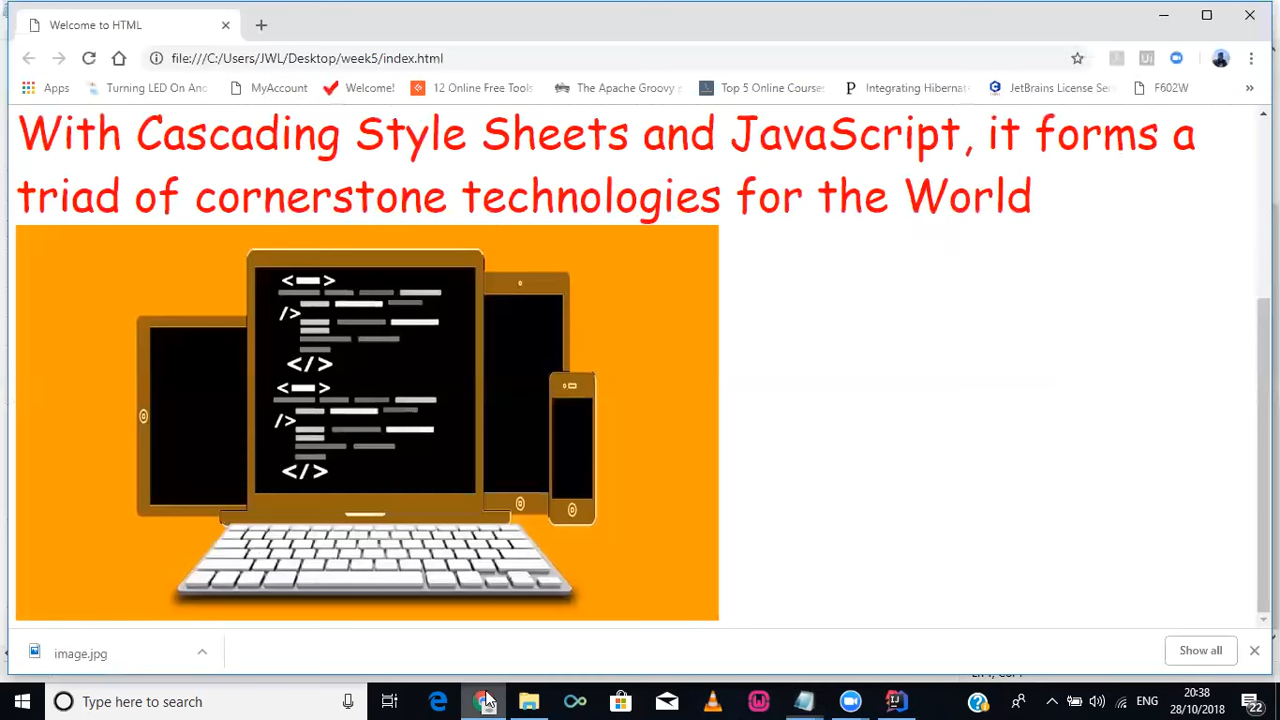 Welcome to HTML
file:///C:/Users/JWL/Desktop/week5/index.html
Apps
Turning LED On An
MyAccount
Welcome!
12 Online Free Tools
The Apache Groovy
Top 5 Online Courses
Integrating Hibernat
JetBrains License Ser
F602W
With Cascading Style Sheets and JavaScript, it forms a
triad of cornerstone technologies for the World
< >
/>
</>
< >
/>
</>
image.jpg
Show all
Type here to search
ENG
20:38
28/10/2018
22